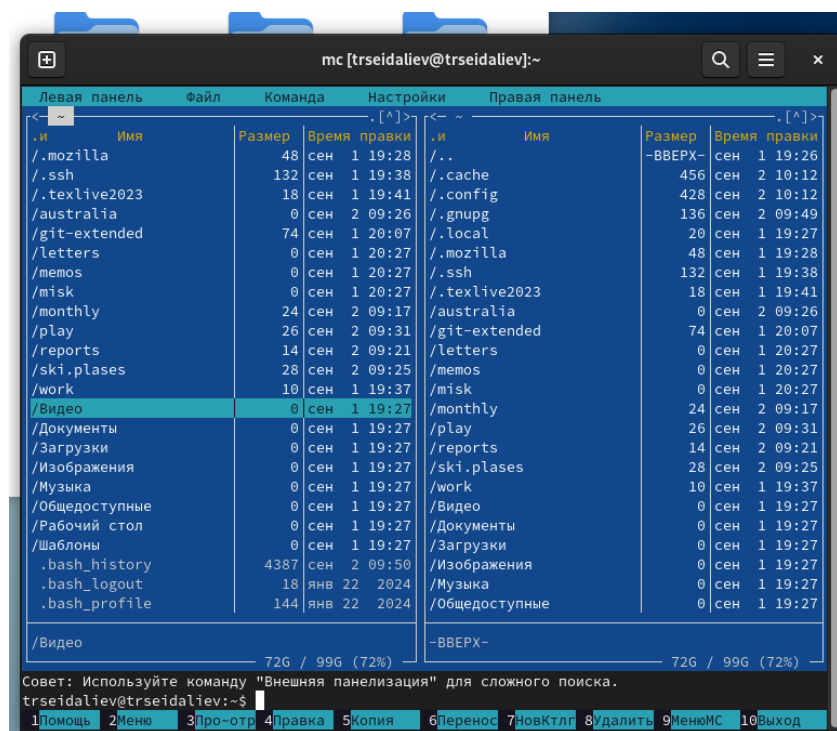 mc [trseidaliev@trseidaliev]:~
Левая панель Файл Команда Настройки Правая панель
<─ ~ .[^]>
.и Имя Размер Время правки
/.mozilla 48 сен 1 19:28
/.ssh 132 сен 1 19:38
/.texlive2023 18 сен 1 19:41
/australia 0 сен 2 09:26
/git-extended 74 сен 1 20:07
/letters 0 сен 1 20:27
/memos 0 сен 1 20:27
/misk 0 сен 1 20:27
/monthly 24 сен 2 09:17
/play 26 сен 2 09:31
/reports 14 сен 2 09:21
/ski.plases 28 сен 2 09:25
/work 10 сен 1 19:37
/Видео 0 сен 1 19:27
/Документы 0 сен 1 19:27
/Загрузки 0 сен 1 19:27
/Изображения 0 сен 1 19:27
/Музыка 0 сен 1 19:27
/Общедоступные 0 сен 1 19:27
/Рабочий стол 0 сен 1 19:27
/Шаблоны 0 сен 1 19:27
.bash_history 4387 сен 2 09:50
.bash_logout 18 янв 22 2024
.bash_profile 144 янв 22 2024
/Видео
72G / 99G (72%)
<─ ~ .[^]>
.и Имя Размер Время правки
/.. -ВВЕРХ- сен 1 19:26
/.cache 456 сен 2 10:12
/.config 428 сен 2 10:12
/.gnupg 136 сен 2 09:49
/.local 20 сен 1 19:27
/.mozilla 48 сен 1 19:28
/.ssh 132 сен 1 19:38
/.texlive2023 18 сен 1 19:41
/australia 0 сен 2 09:26
/git-extended 74 сен 1 20:07
/letters 0 сен 1 20:27
/memos 0 сен 1 20:27
/misk 0 сен 1 20:27
/monthly 24 сен 2 09:17
/play 26 сен 2 09:31
/reports 14 сен 2 09:21
/ski.plases 28 сен 2 09:25
/work 10 сен 1 19:37
/Видео 0 сен 1 19:27
/Документы 0 сен 1 19:27
/Загрузки 0 сен 1 19:27
/Изображения 0 сен 1 19:27
/Музыка 0 сен 1 19:27
/Общедоступные 0 сен 1 19:27
-ВВЕРХ-
72G / 99G (72%)
Совет: Используйте команду "Внешняя панелизация" для сложного поиска.
trseidaliev@trseidaliev:~$
1Помощь 2Меню 3Про~отр 4Правка 5Копия 6Перенос 7НовКтлг 8Удалить 9МенюМС 10Выход